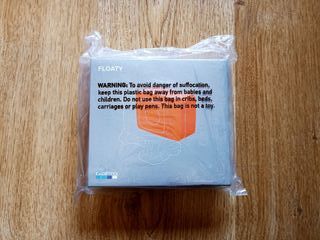 FLOATY
WARNING: To avoid danger of suffocation,
keep this plastic bag away from babies and
children. Do not use this bag in cribs, beds,
carriages or play pens. This bag is not a toy.
GoPro